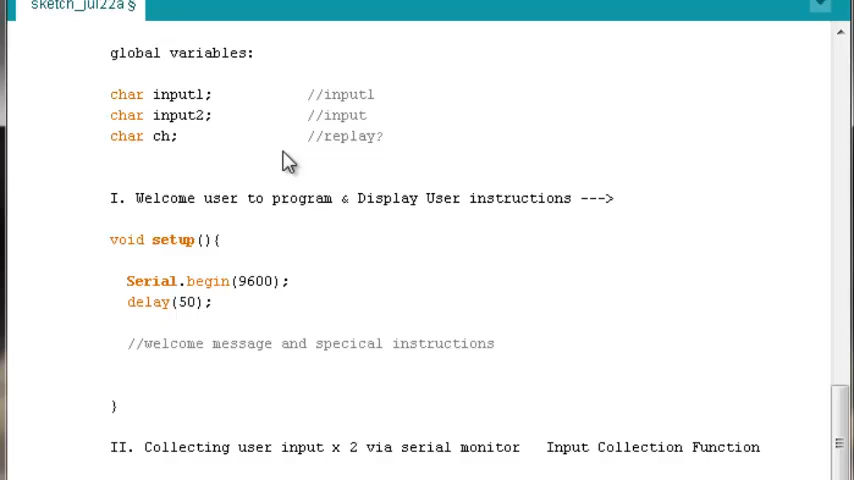 sketch_jul22a §
global variables:
char input1; //input1
char input2; //input
char ch; //replay?
I. Welcome user to program & Display User instructions --->
void setup(){
Serial.begin(9600);
delay(50);
//welcome message and specical instructions
}
II. Collecting user input x 2 via serial monitor Input Collection Function